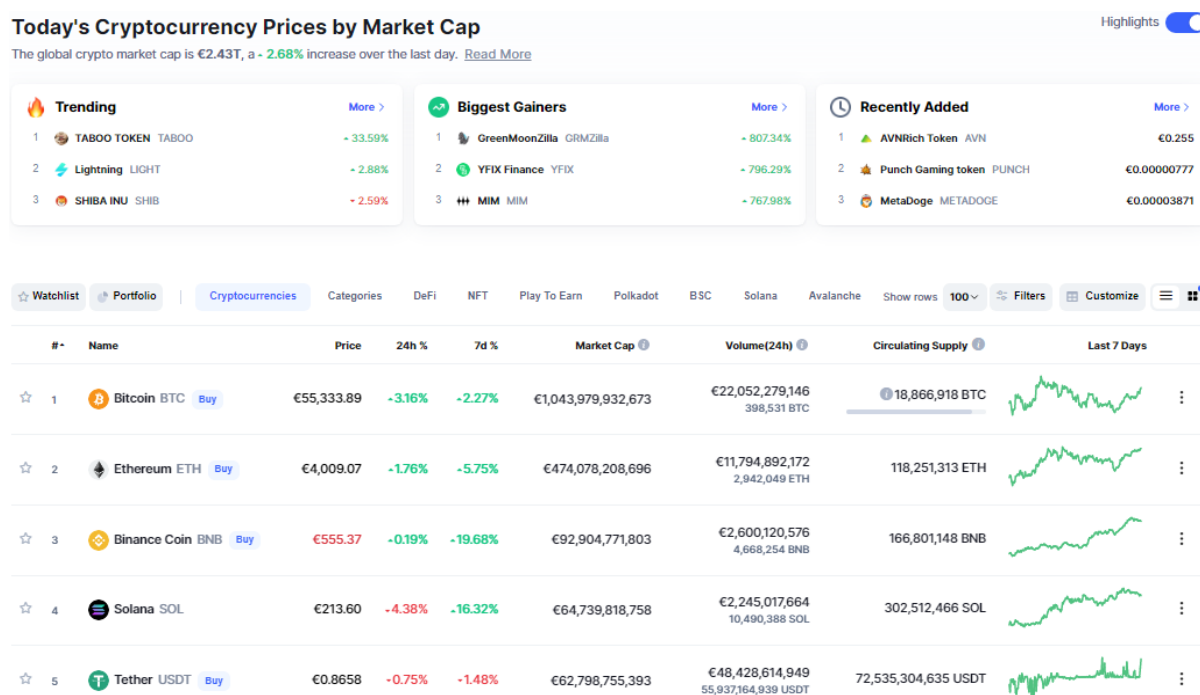 Today's Cryptocurrency Prices by Market Cap
Highlights
The global crypto market cap is €2.43T, a 2.68% increase over the last day. Read More
Trending More
1 TABOO TOKEN TABOO 33.59%
2 Lightning LIGHT 2.88%
3 SHIBA INU SHIB 2.59%
Biggest Gainers More
1 GreenMoonZilla GRMZilla 807.34%
2 YFIX Finance YFIX 796.29%
3 MIM MIM 767.98%
Recently Added More
1 AVNRich Token AVN €0.255
2 Punch Gaming token PUNCH €0.00000777
3 MetaDoge METADOGE €0.00003871
Watchlist Portfolio Cryptocurrencies Categories DeFi NFT Play To Earn Polkadot BSC Solana Avalanche Show rows 100 Filters Customize
# Name Price 24h % 7d % Market Cap Volume(24h) Circulating Supply Last 7 Days
1 Bitcoin BTC Buy €55,333.89 3.16% 2.27% €1,043,979,932,673 €22,052,279,146 18,866,918 BTC
398,531 BTC
2 Ethereum ETH Buy €4,009.07 1.76% 5.75% €474,078,208,696 €11,794,892,172 118,251,313 ETH
2,942,049 ETH
3 Binance Coin BNB Buy €555.37 0.19% 19.68% €92,904,771,803 €2,600,120,576 166,801,148 BNB
4,668,254 BNB
4 Solana SOL €213.60 4.38% 16.32% €64,739,818,758 €2,245,017,664 302,512,466 SOL
10,490,388 SOL
5 Tether USDT Buy €0.8658 0.75% 1.48% €62,798,755,393 €48,428,614,949 72,535,304,635 USDT
55,937,164,939 USDT